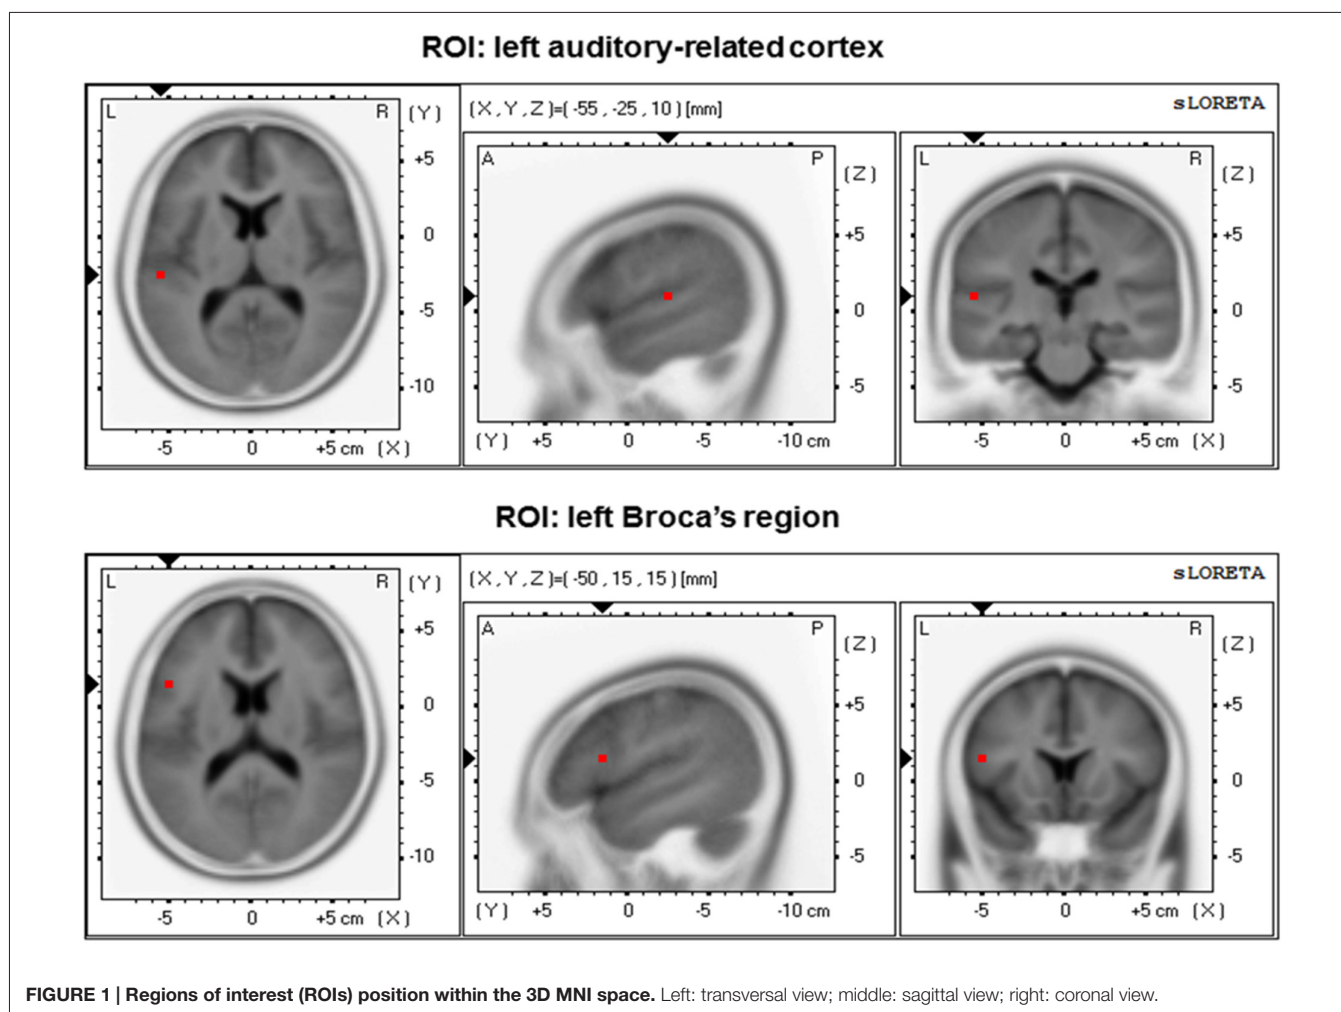 ROI: left auditory-related cortex
L R (Y) (X,Y,Z)=( -55 , -25 , 10 ) [mm] sLORETA
A P (Z) L R (Z)
+5
0
-5
-10
-5 0 +5 cm (X)
+5
0
-5
(Y) +5 0 -5 -10 cm
+5
0
-5
-5 0 +5 cm (X)
ROI: left Broca's region
L R (Y) (X,Y,Z)=( -50 , 15 , 15 ) [mm] sLORETA
A P (Z) L R (Z)
+5
0
-5
-10
-5 0 +5 cm (X)
+5
0
-5
(Y) +5 0 -5 -10 cm
+5
0
-5
-5 0 +5 cm (X)
FIGURE 1 | Regions of interest (ROIs) position within the 3D MNI space. Left: transversal view; middle: sagittal view; right: coronal view.